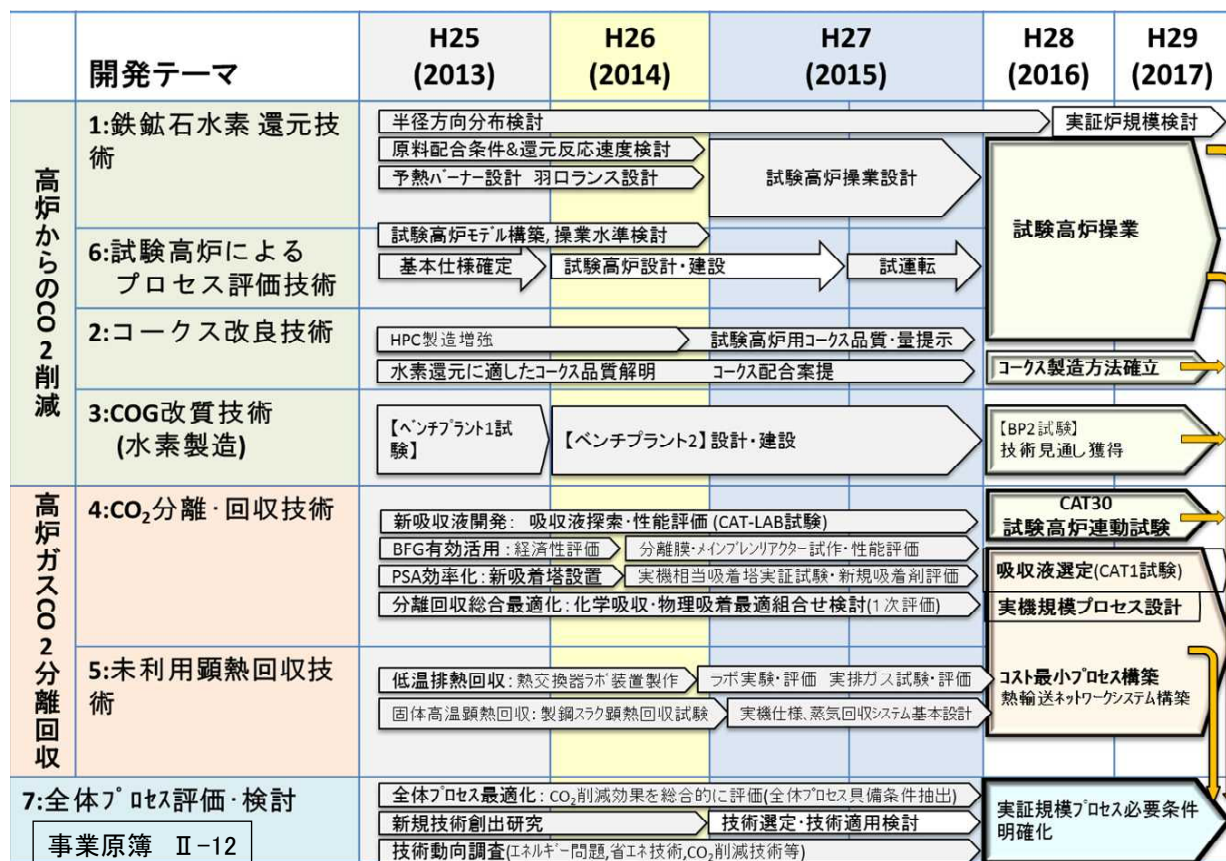 開発テーマ
H25
(2013)
H26
(2014)
H27
(2015)
H28
(2016)
H29
(2017)
高炉からのCO2削減
1:鉄鉱石水素 還元技
術
半径方向分布検討
実証炉規模検討
原料配合条件&還元反応速度検討
予熱バーナー設計 羽口ランス設計
試験高炉操業設計
試験高炉操業
6:試験高炉による
プロセス評価技術
試験高炉モデル構築,操業水準検討
基本仕様確定
試験高炉設計・建設
試運転
2:コークス改良技術
HPC製造増強
試験高炉用コークス品質・量提示
水素還元に適したコークス品質解明
コークス配合案提
コークス製造方法確立
3:COG改質技術
(水素製造)
【ベンチプラント1試
験】
【ベンチプラント2】設計・建設
【BP2試験】
技術見通し獲得
高炉ガスCO2分離回収
4:CO₂分離・回収技術
新吸収液開発: 吸収液探索・性能評価(CAT-LAB試験)
CAT30
試験高炉連動試験
BFG有効活用:経済性評価
分離膜・メインブレンリアクター試作・性能評価
PSA効率化:新吸着塔設置
実機相当吸着塔実証試験・新規吸着剤評価
分離回収総合最適化:化学吸収・物理吸着最適組合せ検討(1次評価)
吸収液選定(CAT1試験)
実機規模プロセス設計
5:未利用顕熱回収技
術
低温排熱回収:熱交換器ラボ装置製作
ラボ実験・評価 実排ガス試験・評価
固体高温顕熱回収:製鋼スラグ顕熱回収試験
実機仕様、蒸気回収システム基本設計
コスト最小プロセス構築
熱輸送ネットワークシステム構築
7:全体プロセス評価・検討
事業原簿 Ⅱ-12
全体プロセス最適化:CO₂削減効果を総合的に評価(全体プロセス具備条件抽出)
新規技術創出研究
技術選定・技術適用検討
技術動向調査(エネルギー問題,省エネ技術,CO₂削減技術等)
実証規模プロセス必要条件
明確化